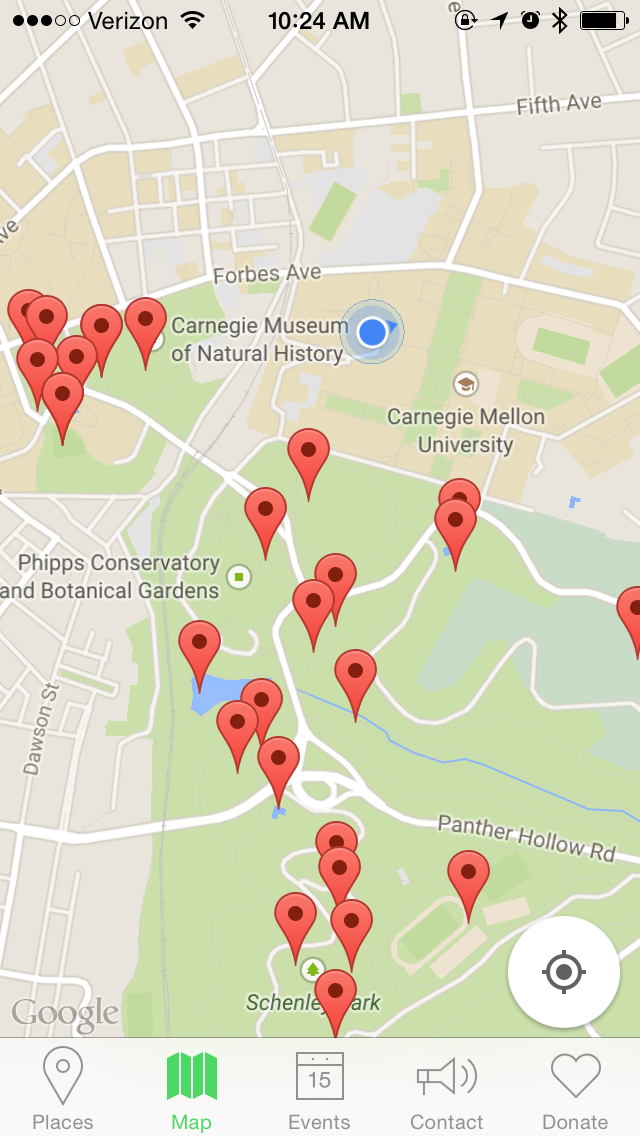 Verizon 10:24 AM
e
Fifth Ave
ve
Forbes Ave
Carnegie Museum
of Natural History
Carnegie Mellon
University
Phipps Conservatory
and Botanical Gardens
Dawson St
Panther Hollow Rd
Google
Schenley Park
15
Places Map Events Contact Donate